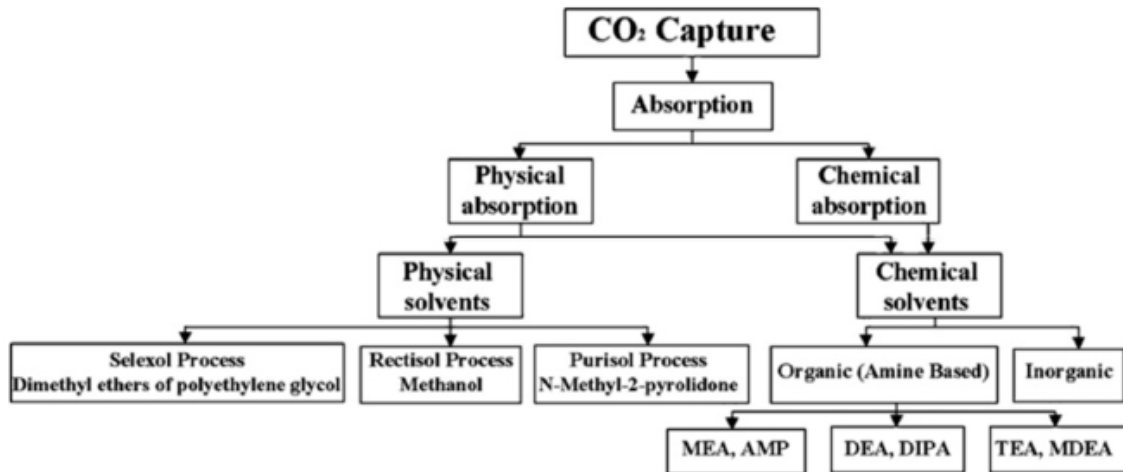 CO₂ Capture
Absorption
Physical
absorption
Chemical
absorption
Physical
solvents
Chemical
solvents
Selexol Process
Dimethyl ethers of polyethylene glycol
Rectisol Process
Methanol
Purisol Process
N-Methyl-2-pyrolidone
Organic (Amine Based)
Inorganic
MEA, AMP
DEA, DIPA
TEA, MDEA